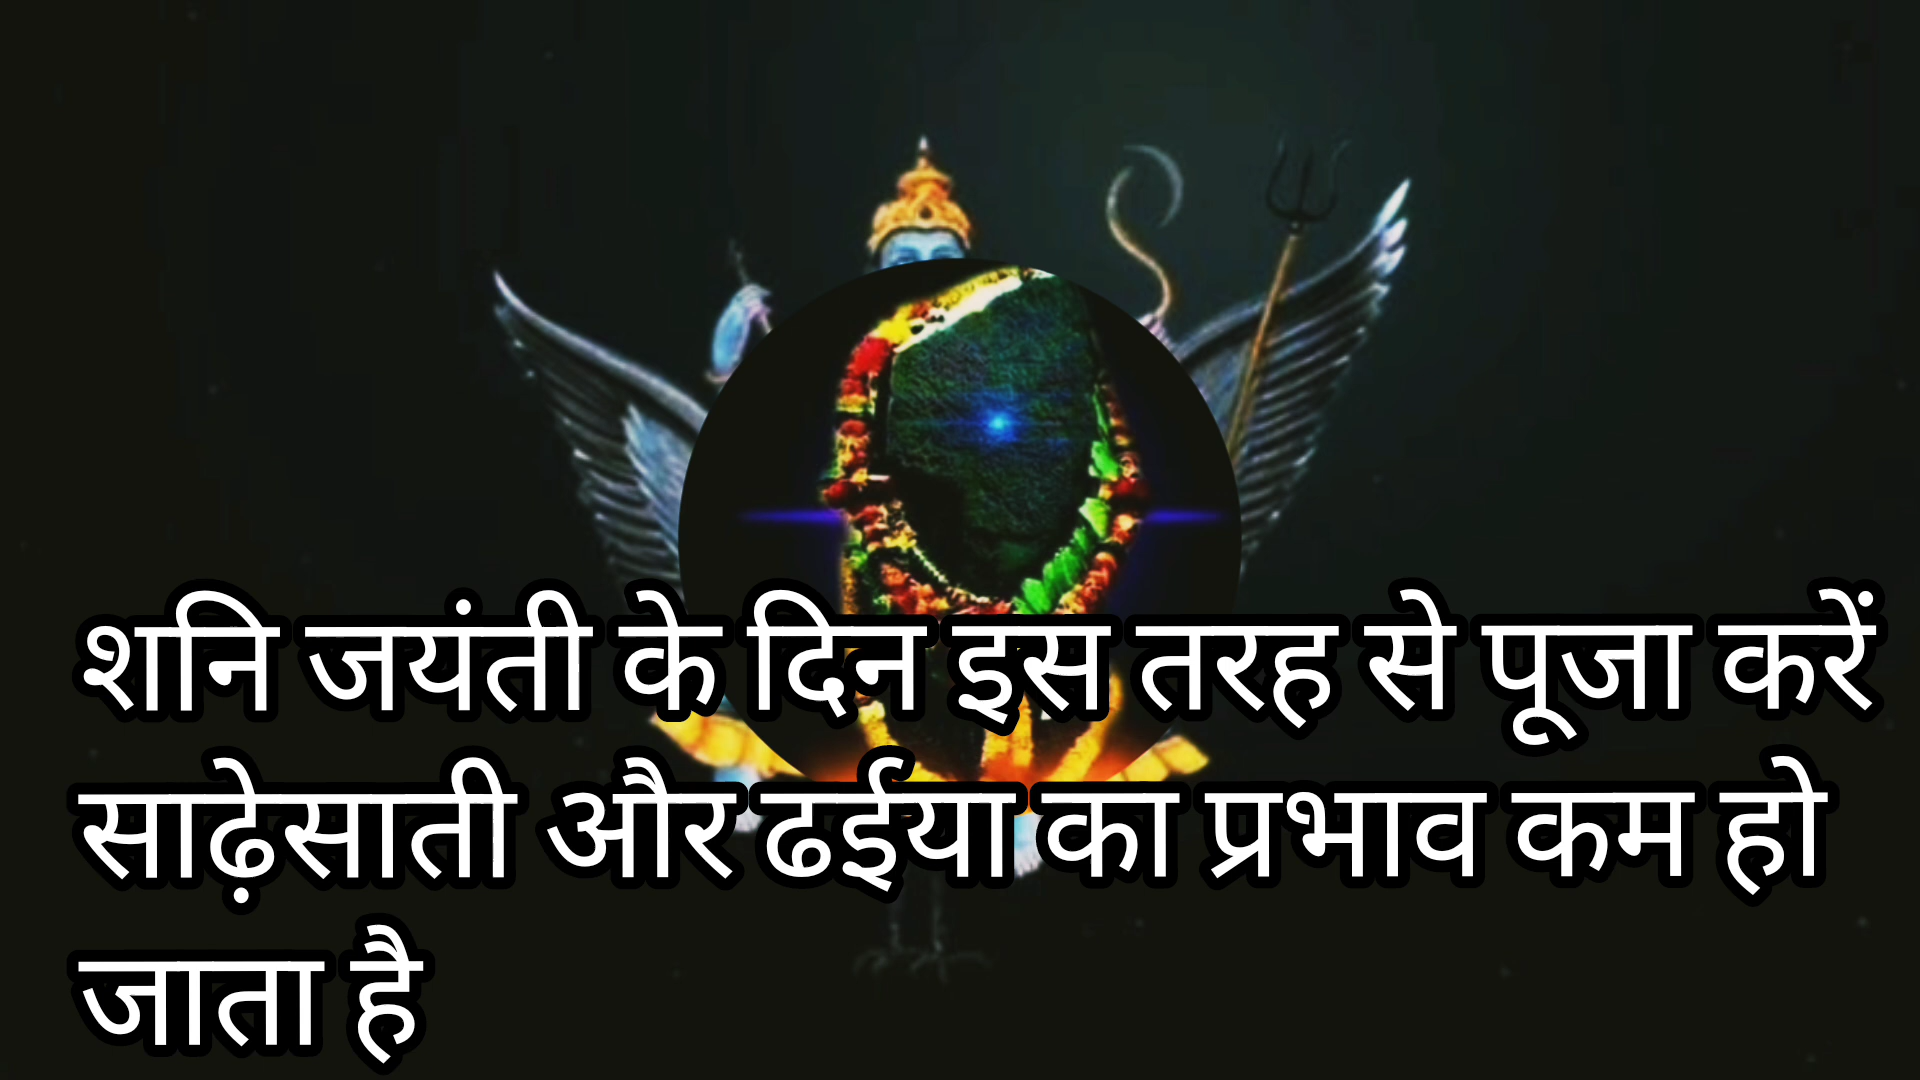 शनि जयंती के दिन इस तरह से पूजा करें
साढ़ेसाती और ढईया का प्रभाव कम हो
जाता है